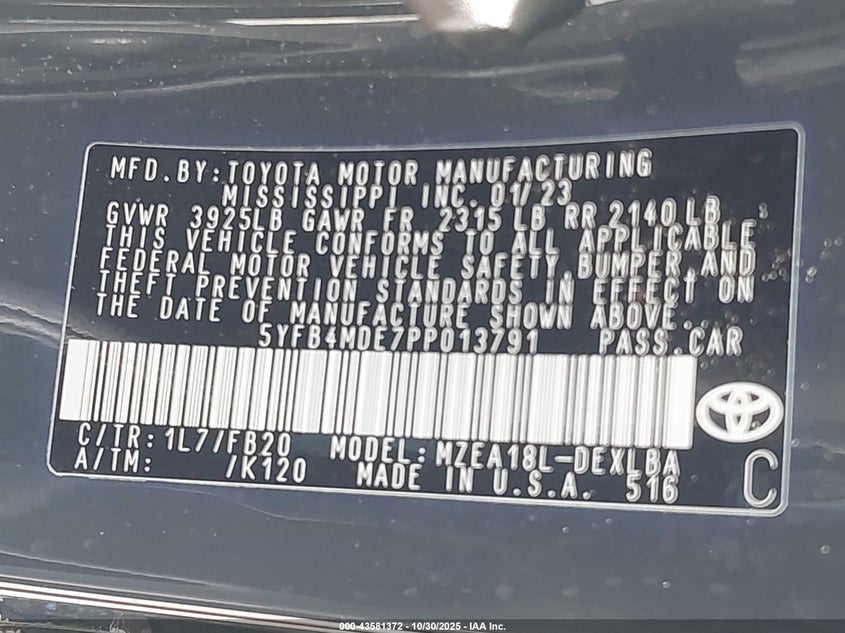 MFD.BY:TOYOTA MOTOR MANUFACTURING
MISSISSIPPI INC. 01/23
GVWR 3925LB GAWR FR 2315 LB RR 2140 LB
THIS VEHICLE CONFORMS TO ALL APPLICABLE
FEDERAL MOTOR VEHICLE SAFETY, BUMPER, AND
THEFT PREVENTION STANDARDS IN EFFECT ON
THE DATE OF MANUFACTURE SHOWN ABOVE.
5YFB4MDE7PP013791 PASS.CAR
C/TR:1L7/FB20 MODEL:MZEA18L-DEXLBA
A/TM: /K120 MADE IN U.S.A. 516 C
000-43581372 - 10/30/2025 - IAA Inc.